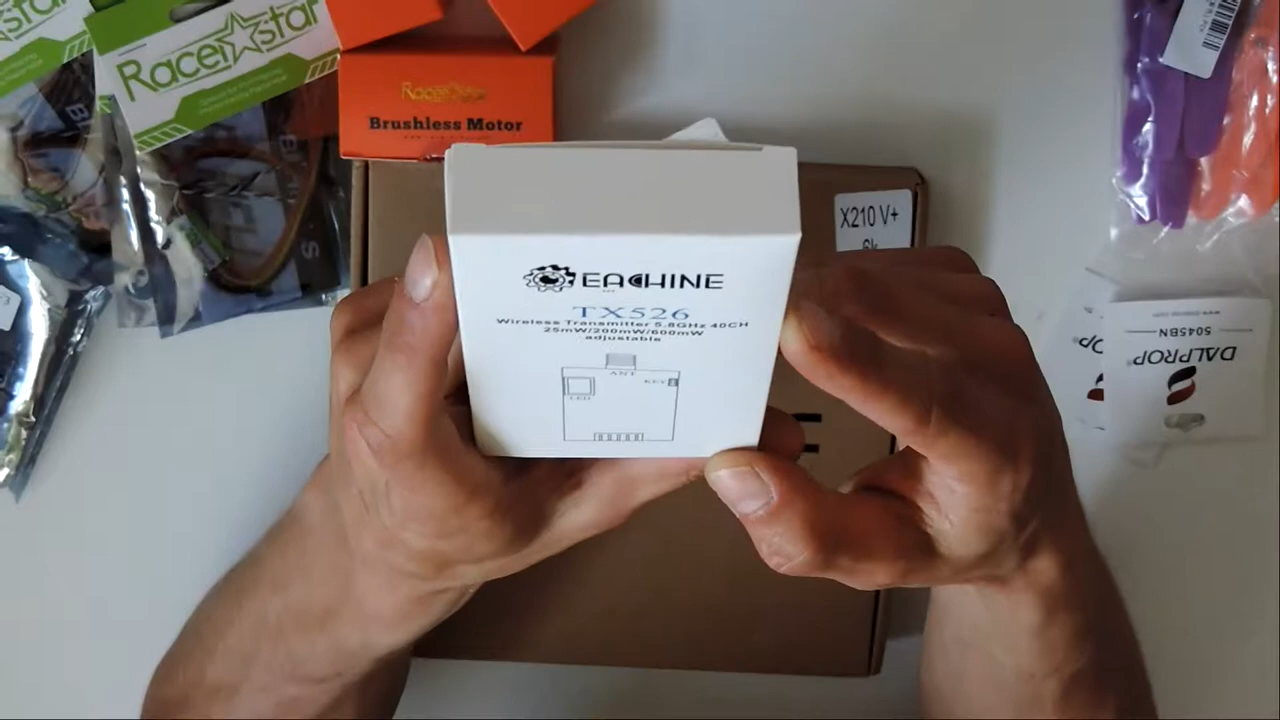 Racerstar
Brushless Motor
X210 V+
6k
EACHINE
TX526
Wireless Transmitter 5.8GHz 40CH
25mW/200mW/600mW
adjustable
ANT
KEY
LED
DALPROP
5045BN